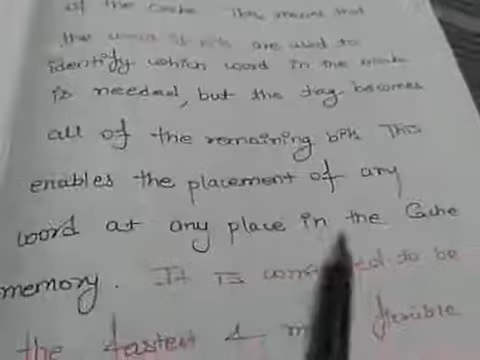 of the Cache. This means that
the word id bits are used to
identify which word in the block
is needed, but the tag becomes
all of the remaining bits. This
enables the placement of any
word at any place in the Cache
memory. It is to be
the fastest & flexible